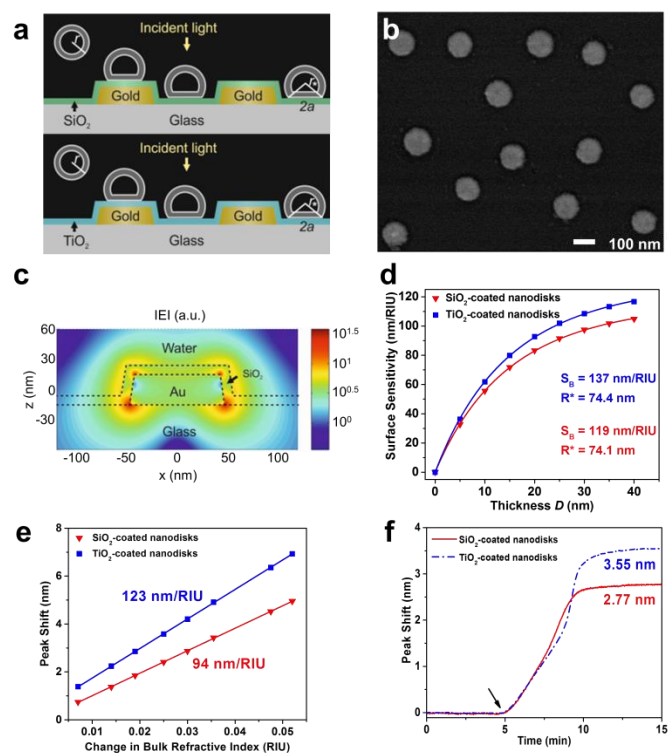 a
Incident light
r
Gold
Gold
r*
2a
SiO₂
Glass
Incident light
r
Gold
Gold
r*
2a
TiO₂
Glass
b
100 nm
c
IEI (a.u.)
60
30
0
-30
z (nm)
Water
SiO₂
Au
Glass
-100
-50
0
50
100
x (nm)
10^1.5
10^1
10^0.5
10^0
d
120
100
80
60
40
20
0
Surface Sensitivity (nm/RIU)
SiO₂-coated nanodisks
TiO₂-coated nanodisks
S_B = 137 nm/RIU
R* = 74.4 nm
S_B = 119 nm/RIU
R* = 74.1 nm
0 10 20 30 40
Thickness D (nm)
e
8
6
4
2
0
Peak Shift (nm)
SiO₂-coated nanodisks
TiO₂-coated nanodisks
123 nm/RIU
94 nm/RIU
0.01 0.02 0.03 0.04 0.05
Change in Bulk Refractive Index (RIU)
f
4
3
2
1
0
Peak Shift (nm)
SiO₂-coated nanodisks
TiO₂-coated nanodisks
3.55 nm
2.77 nm
0 5 10 15
Time (min)